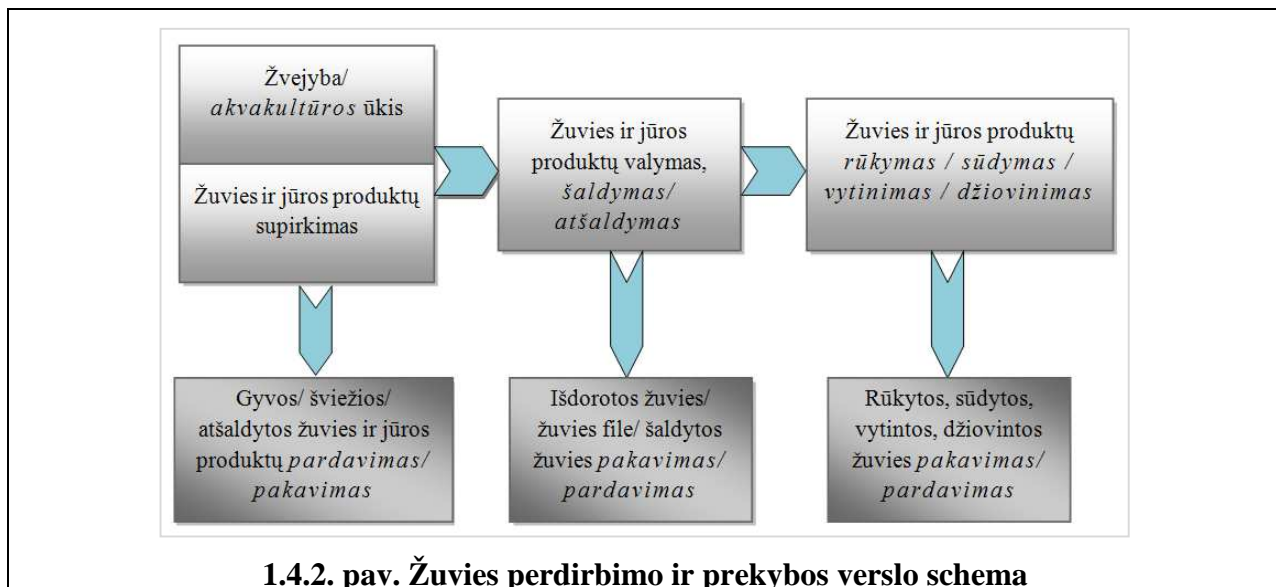 Žvejyba/
akvakultūros ūkis
Žuvies ir jūros produktų
supirkimas
Žuvies ir jūros
produktų valymas,
šaldymas/
atšaldymas
Žuvies ir jūros produktų
rūkymas / sūdymas /
vytinimas / džiovinimas
Gyvos/ šviežios/
atšaldytos žuvies ir jūros
produktų pardavimas/
pakavimas
Išdorotos žuvies/
žuvies file/ šaldytos
žuvies pakavimas/
pardavimas
Rūkytos, sūdytos,
vytintos, džiovintos
žuvies pakavimas/
pardavimas
1.4.2. pav. Žuvies perdirbimo ir prekybos verslo schema